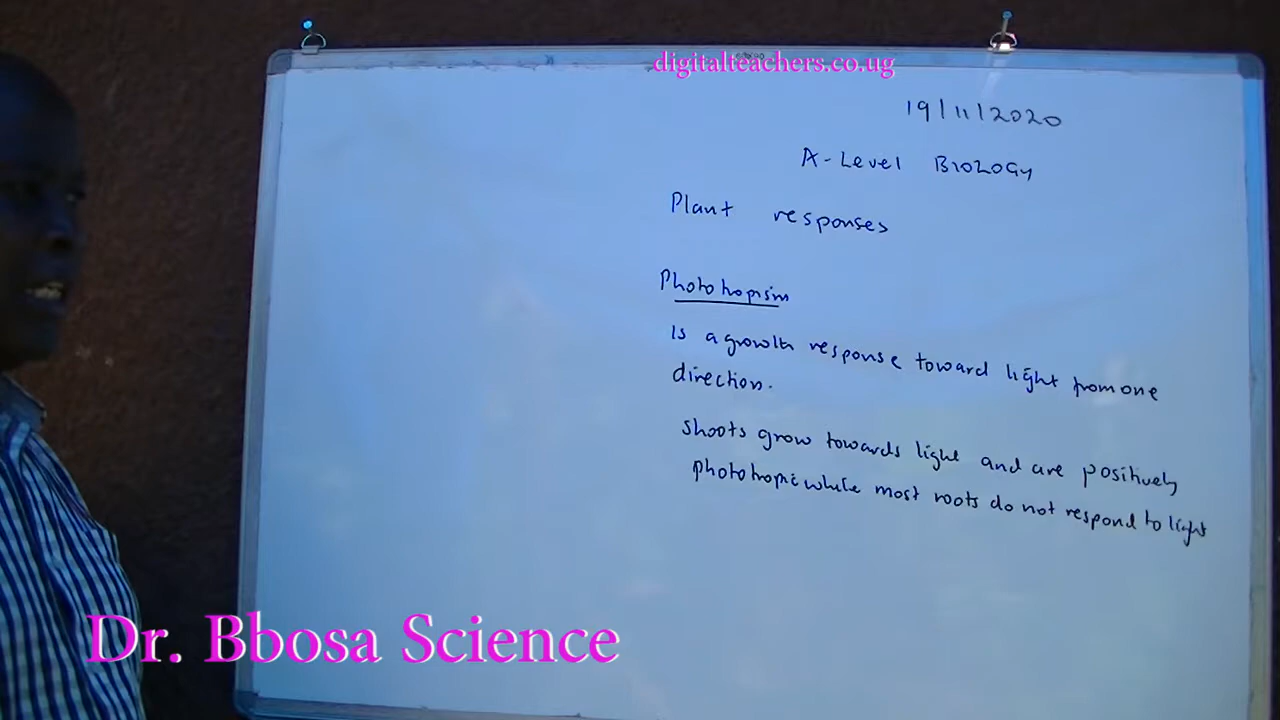 digitalteachers.co.ug
19/11/2020
A-Level BIOLOGY
Plant responses
Phototropism
Is a growth response toward light from one
direction.
shoots grow towards light and are positively
phototropic while most roots do not respond to light
Dr. Bbosa Science